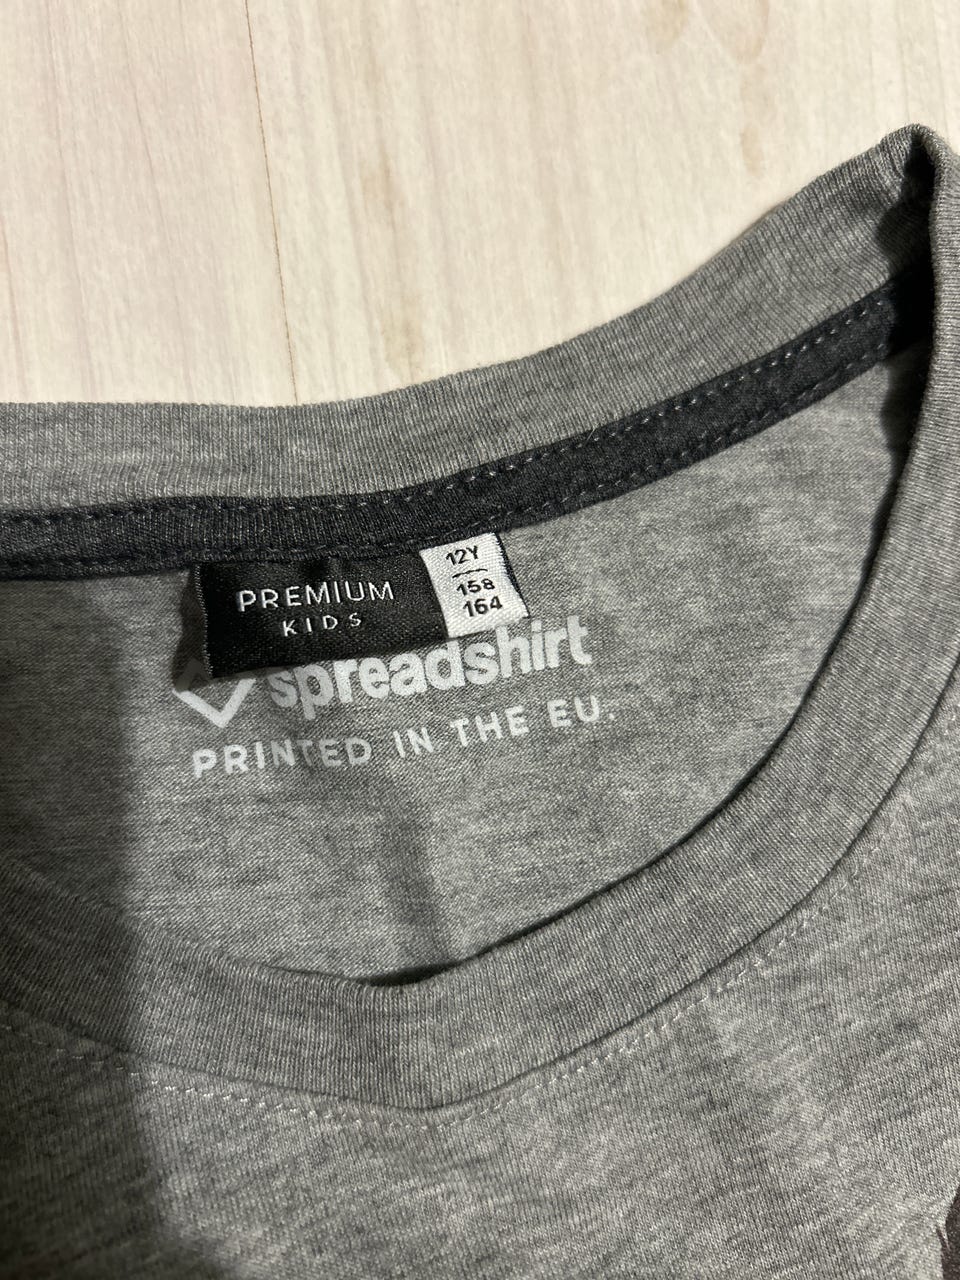 PREMIUM
KIDS
12Y
158
164
spreadshirt
PRINTED IN THE EU.